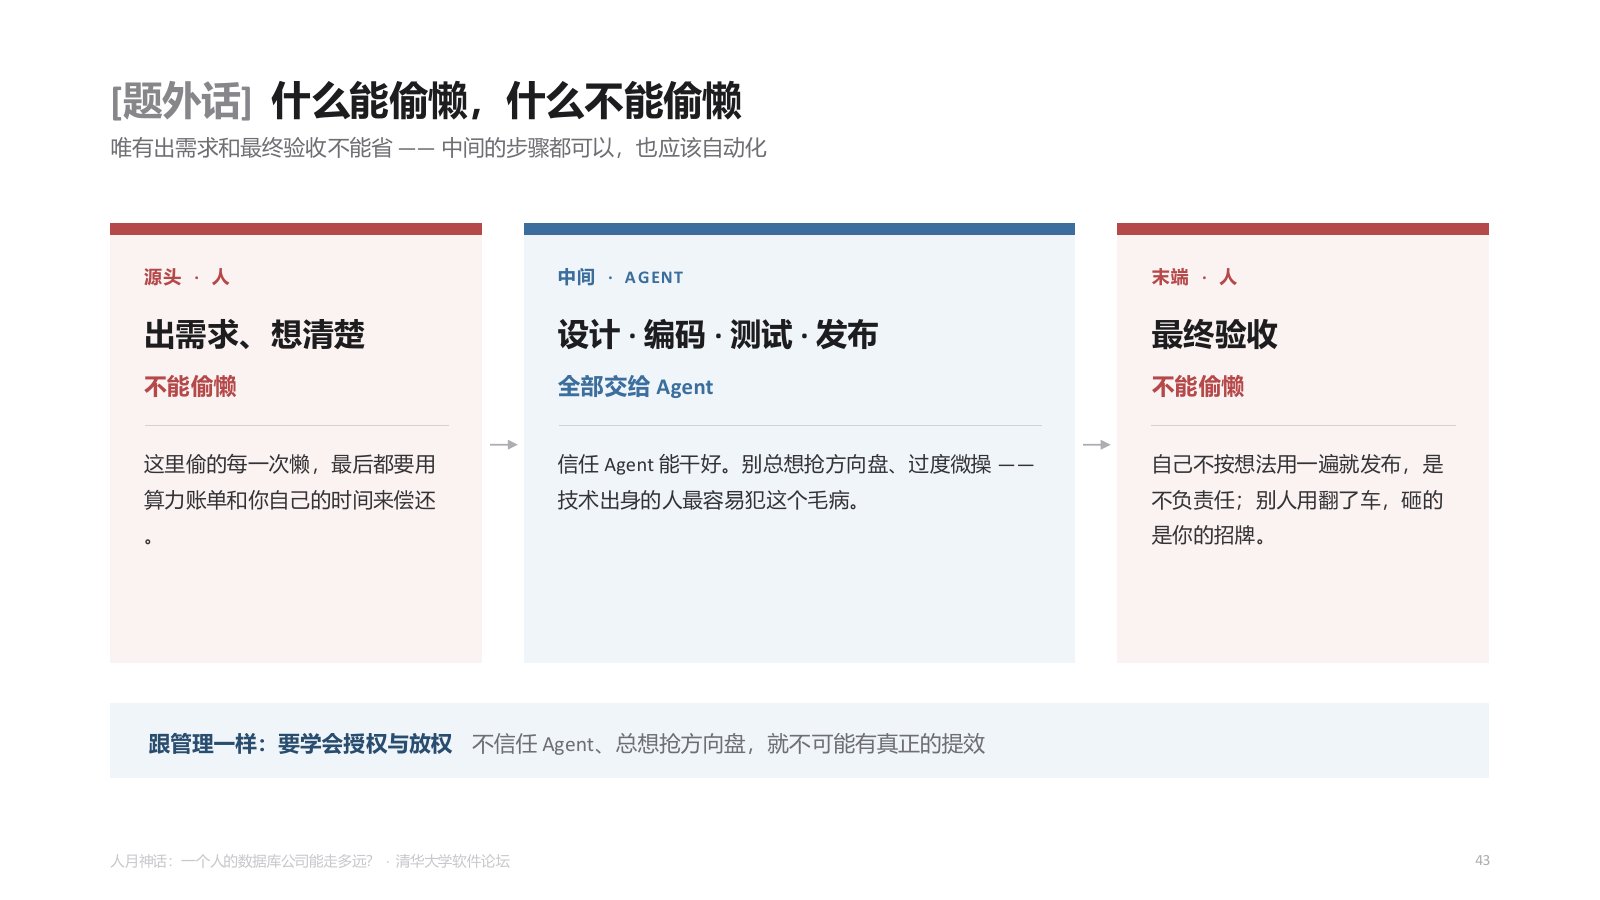 [题外话] 什么能偷懒，什么不能偷懒
唯有出需求和最终验收不能省 —— 中间的步骤都可以，也应该自动化
源头 · 人
出需求、想清楚
不能偷懒
这里偷的每一次懒，最后都要用
算力账单和你自己的时间来偿还
。
中间 · AGENT
设计 · 编码 · 测试 · 发布
全部交给 Agent
信任 Agent 能干好。别总想抢方向盘、过度微操 ——
技术出身的人最容易犯这个毛病。
末端 · 人
最终验收
不能偷懒
自己不按想法用一遍就发布，是
不负责任；别人用翻了车，砸的
是你的招牌。
跟管理一样：要学会授权与放权 不信任 Agent、总想抢方向盘，就不可能有真正的提效
人月神话：一个人的数据库公司能走多远？ · 清华大学软件论坛
43